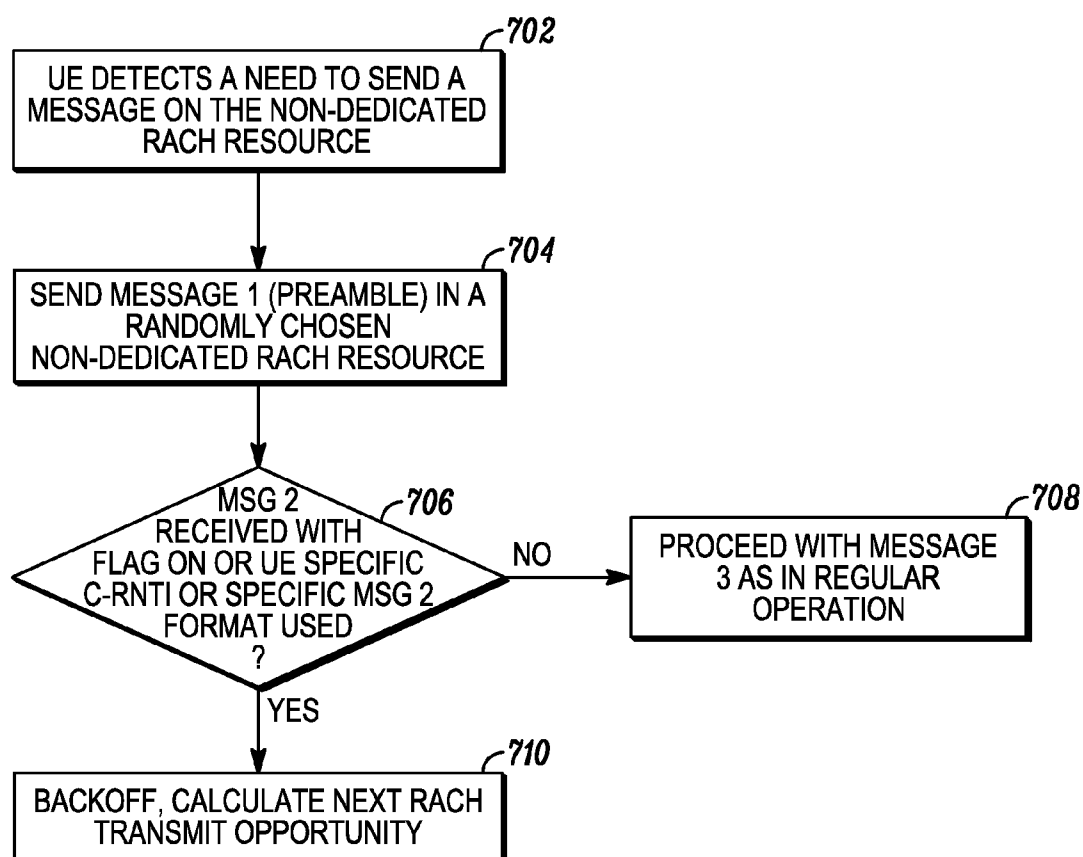 702
UE DETECTS A NEED TO SEND A
MESSAGE ON THE NON-DEDICATED
RACH RESOURCE
704
SEND MESSAGE 1 (PREAMBLE) IN A
RANDOMLY CHOSEN
NON-DEDICATED RACH RESOURCE
706
MSG 2
RECEIVED WITH
FLAG ON OR UE SPECIFIC
C-RNTI OR SPECIFIC MSG 2
FORMAT USED
?
NO
708
PROCEED WITH MESSAGE
3 AS IN REGULAR
OPERATION
YES
710
BACKOFF, CALCULATE NEXT RACH
TRANSMIT OPPORTUNITY